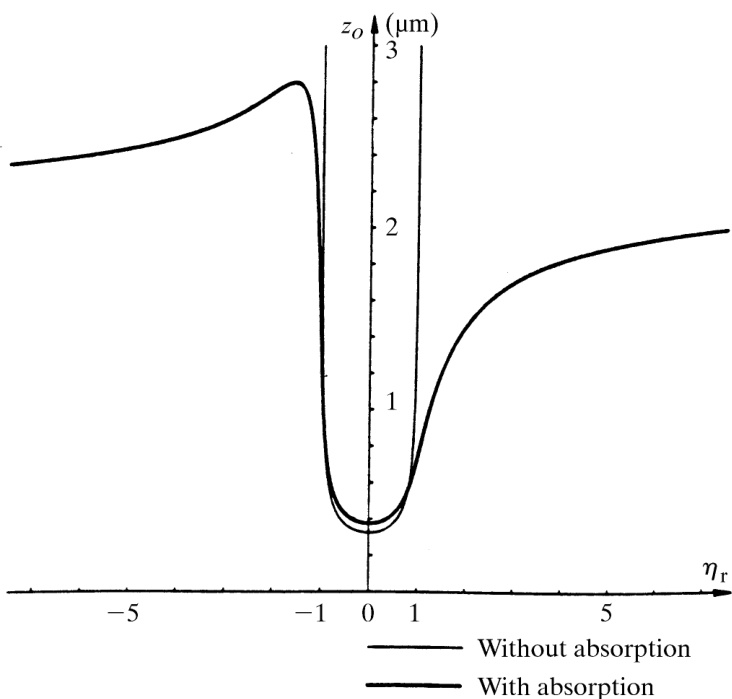 z_o (μm)
3
2
1
η_r
−5 −1 0 1 5
Without absorption
With absorption